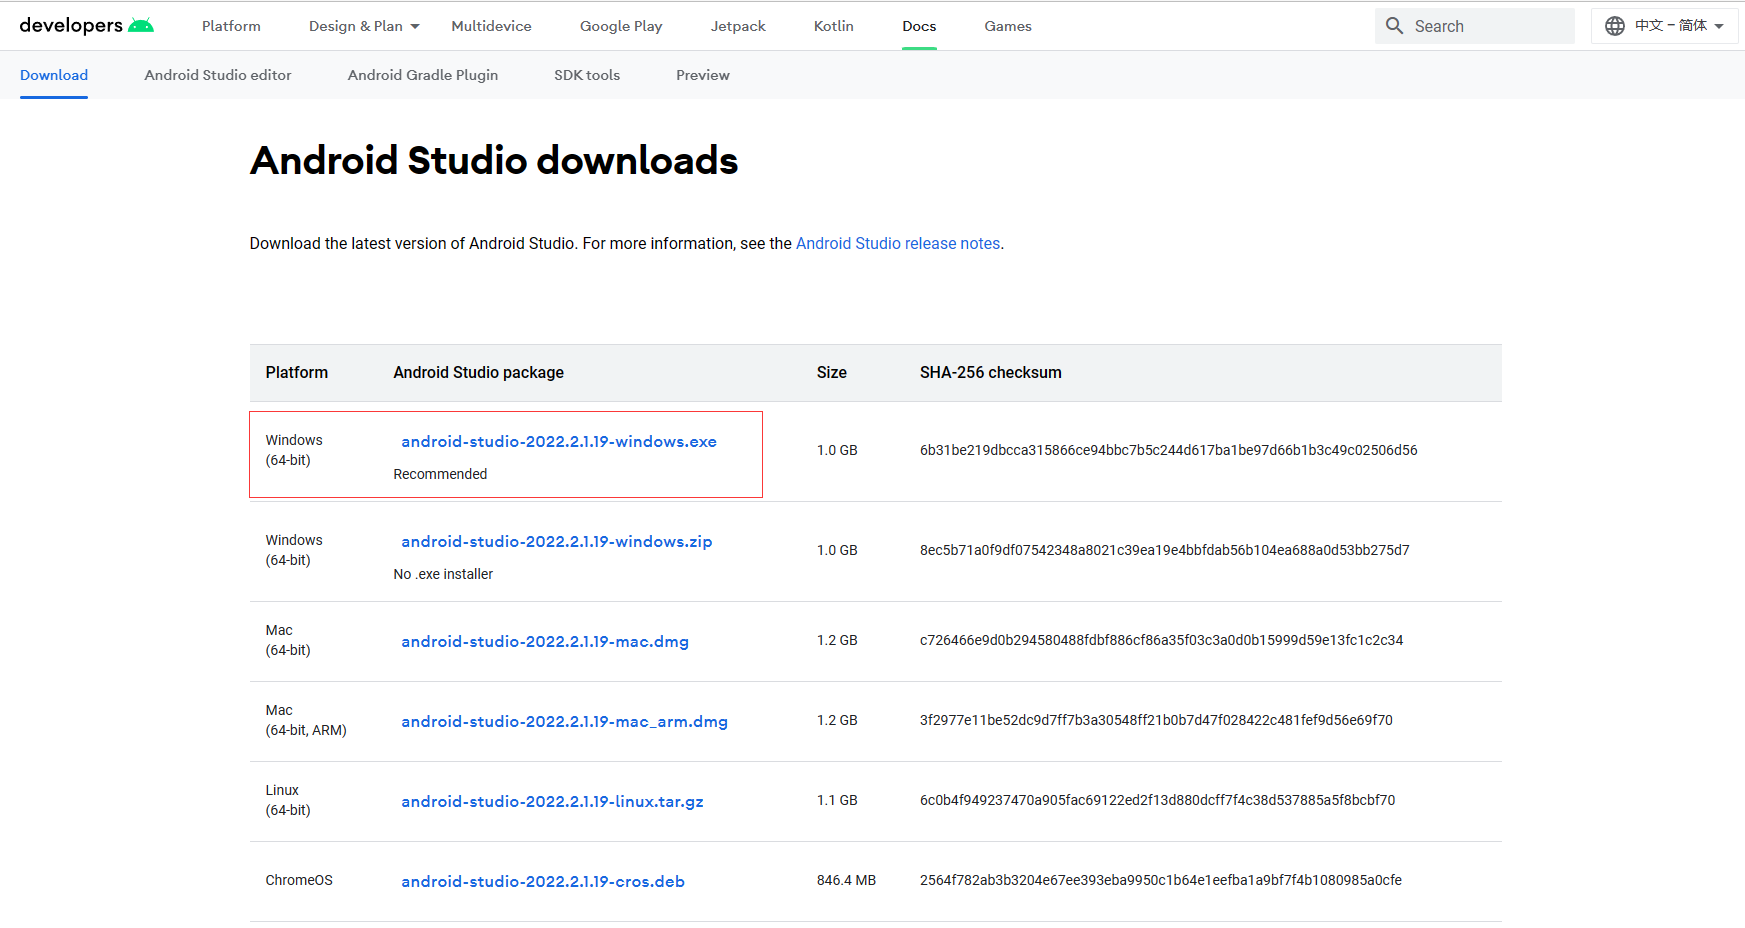 developers Platform Design & Plan Multidevice Google Play Jetpack Kotlin Docs Games Search 中文 – 简体
Download Android Studio editor Android Gradle Plugin SDK tools Preview
Android Studio downloads
Download the latest version of Android Studio. For more information, see the Android Studio release notes.
Platform Android Studio package Size SHA-256 checksum
Windows
(64-bit)
android-studio-2022.2.1.19-windows.exe
Recommended
1.0 GB
6b31be219dbcca315866ce94bbc7b5c244d617ba1be97d66b1b3c49c02506d56
Windows
(64-bit)
android-studio-2022.2.1.19-windows.zip
No .exe installer
1.0 GB
8ec5b71a0f9df07542348a8021c39ea19e4bbfdab56b104ea688a0d53bb275d7
Mac
(64-bit)
android-studio-2022.2.1.19-mac.dmg
1.2 GB
c726466e9d0b294580488fdbf886cf86a35f03c3a0d0b15999d59e13fc1c2c34
Mac
(64-bit, ARM)
android-studio-2022.2.1.19-mac_arm.dmg
1.2 GB
3f2977e11be52dc9d7ff7b3a30548ff21b0b7d47f028422c481fef9d56e69f70
Linux
(64-bit)
android-studio-2022.2.1.19-linux.tar.gz
1.1 GB
6c0b4f949237470a905fac69122ed2f13d880dcff7f4c38d537885a5f8bcbf70
ChromeOS
android-studio-2022.2.1.19-cros.deb
846.4 MB
2564f782ab3b3204e67ee393eba9950c1b64e1eefba1a9bf7f4b1080985a0cfe